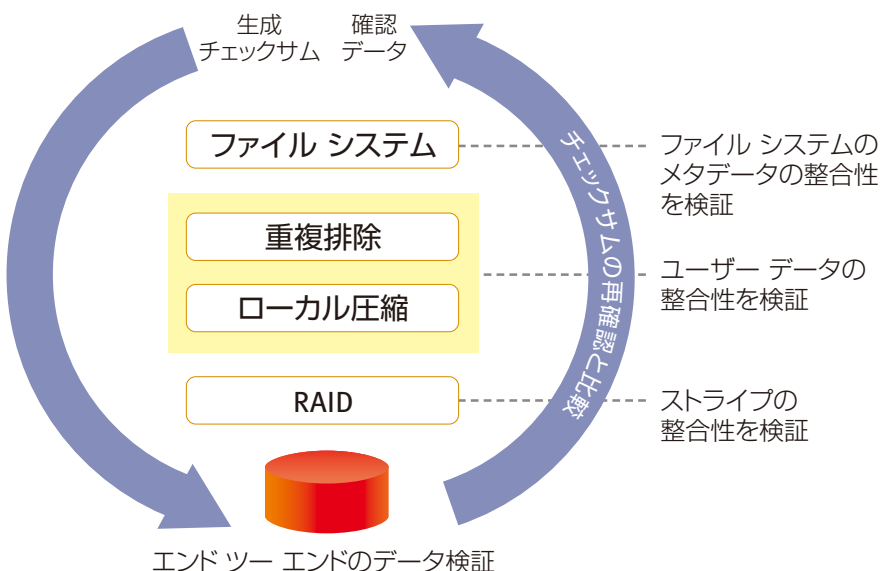 生成
チェックサム
確認
データ
ファイル システム
重複排除
ローカル圧縮
RAID
チェックサムの再確認と比較
ファイル システムの
メタデータの整合性
を検証
ユーザー データの
整合性を検証
ストライプの
整合性を検証
エンド ツー エンドのデータ検証